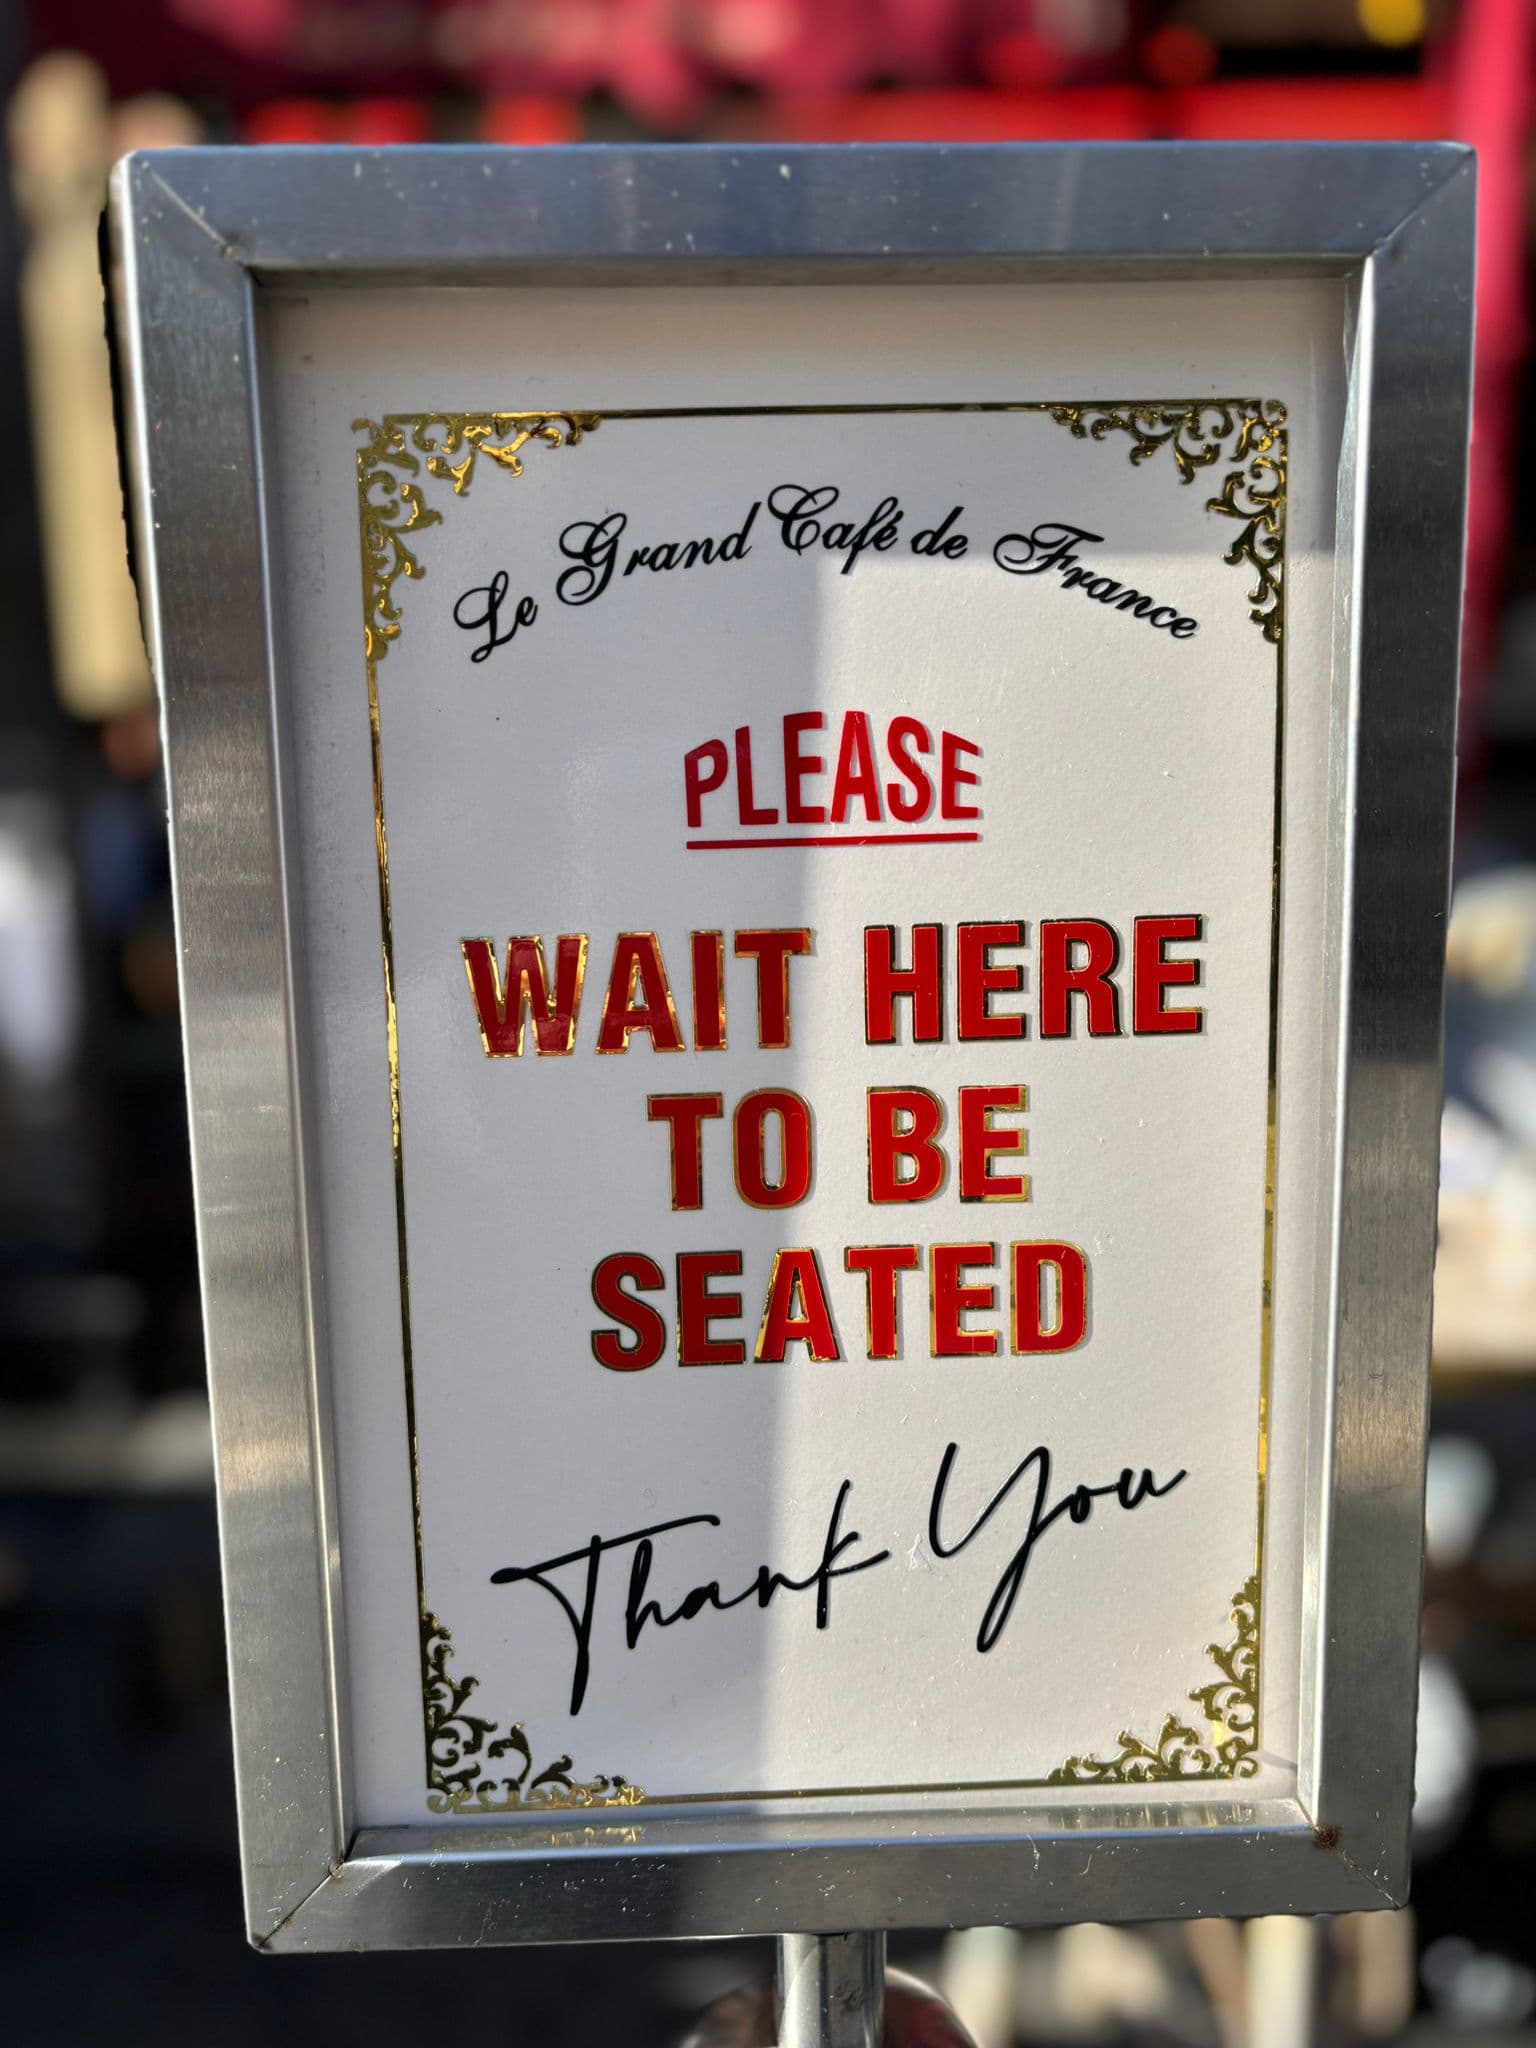 Le Grand Café de France
PLEASE
WAIT HERE
TO BE
SEATED
Thank You